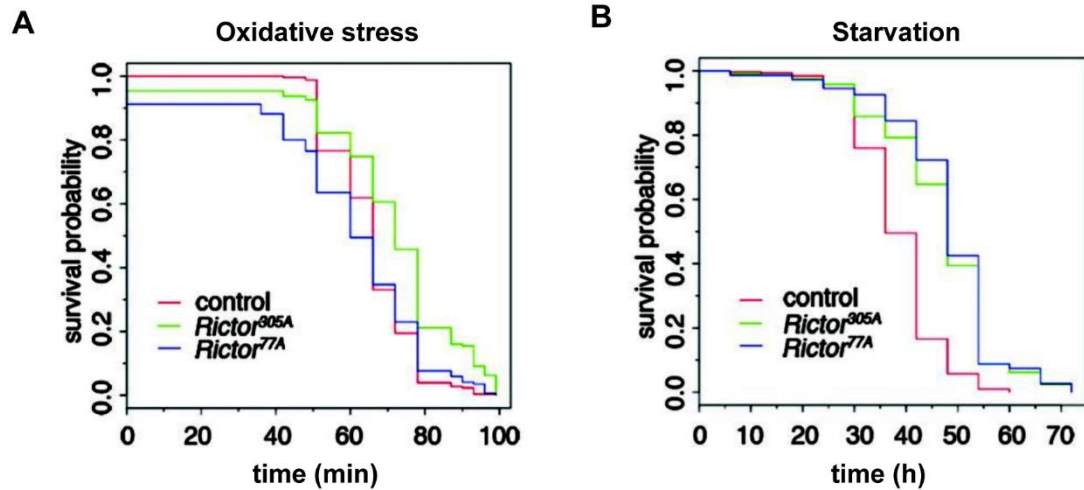 A
Oxidative stress
survival probability
1.0
0.8
0.6
0.4
0.2
0.0
control
Rictor³⁰⁵ᴬ
Rictor⁷⁷ᴬ
0 20 40 60 80 100
time (min)
B
Starvation
survival probability
1.0
0.8
0.6
0.4
0.2
0.0
control
Rictor³⁰⁵ᴬ
Rictor⁷⁷ᴬ
0 10 20 30 40 50 60 70
time (h)